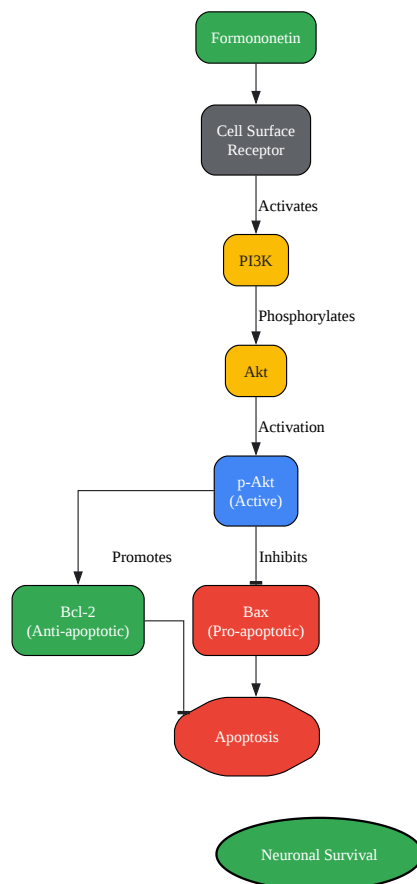 Formononetin
Cell Surface
Receptor
Activates
PI3K
Phosphorylates
Akt
Activation
p-Akt
(Active)
Promotes
Inhibits
Bcl-2
(Anti-apoptotic)
Bax
(Pro-apoptotic)
Apoptosis
Neuronal Survival